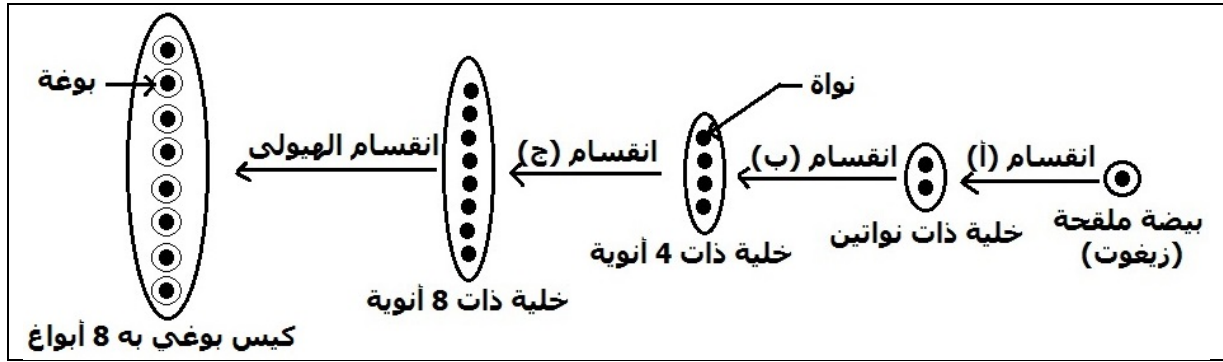 بيضة ملقحة
(زيغوت)
انقسام (أ)
خلية ذات نواتين
انقسام (ب)
نواة
خلية ذات 4 أنوية
انقسام (ج)
خلية ذات 8 أنوية
انقسام الهيولى
بوغة
كيس بوغي به 8 أبواغ